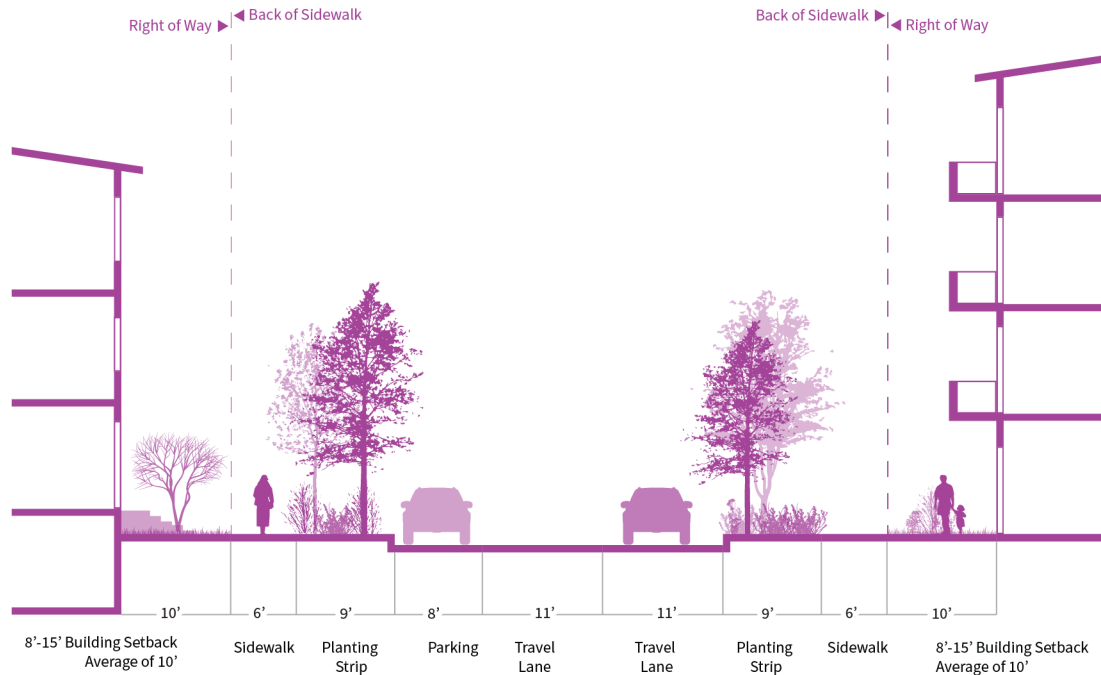 Right of Way ▶
◀ Back of Sidewalk
Back of Sidewalk ▶
◀ Right of Way
10’
6’
9’
8’
11’
11’
9’
6’
10’
8’-15’ Building Setback
Average of 10’
Sidewalk
Planting
Strip
Parking
Travel
Lane
Travel
Lane
Planting
Strip
Sidewalk
8’-15’ Building Setback
Average of 10’